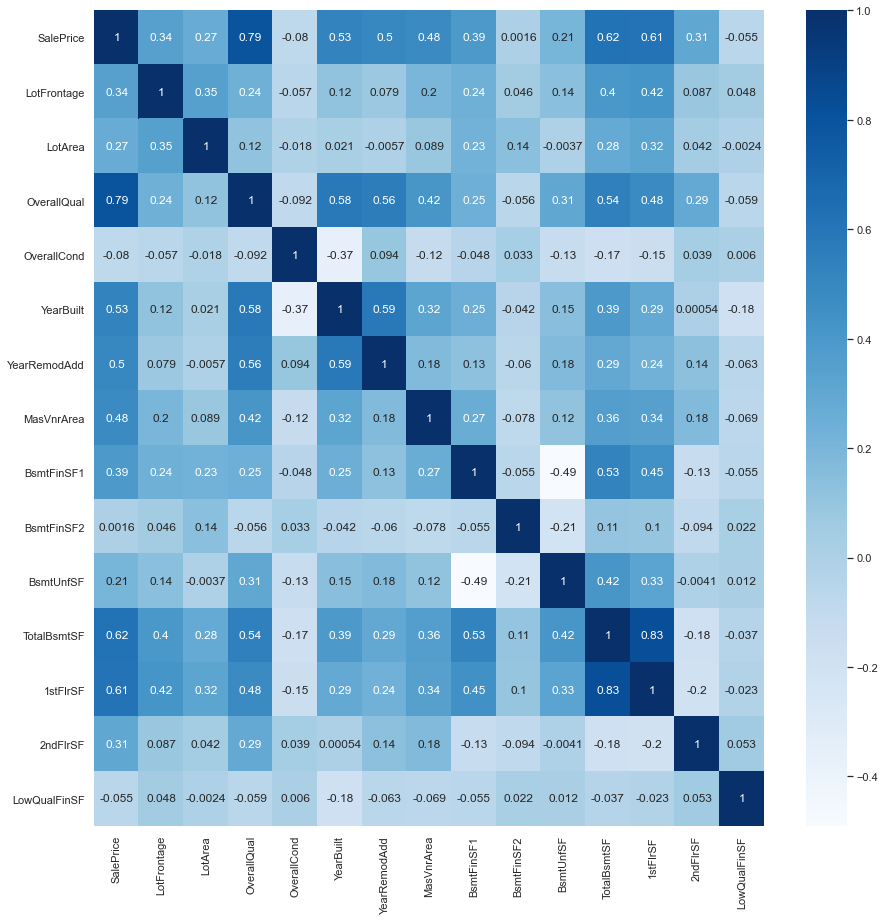 SalePrice 1 0.34 0.27 0.79 -0.08 0.53 0.5 0.48 0.39 0.0016 0.21 0.62 0.61 0.31 -0.055
LotFrontage 0.34 1 0.35 0.24 -0.057 0.12 0.079 0.2 0.24 0.046 0.14 0.4 0.42 0.087 0.048
LotArea 0.27 0.35 1 0.12 -0.018 0.021 -0.0057 0.089 0.23 0.14 -0.0037 0.28 0.32 0.042 -0.0024
OverallQual 0.79 0.24 0.12 1 -0.092 0.58 0.56 0.42 0.25 -0.056 0.31 0.54 0.48 0.29 -0.059
OverallCond -0.08 -0.057 -0.018 -0.092 1 -0.37 0.094 -0.12 -0.048 0.033 -0.13 -0.17 -0.15 0.039 0.006
YearBuilt 0.53 0.12 0.021 0.58 -0.37 1 0.59 0.32 0.25 -0.042 0.15 0.39 0.29 0.00054 -0.18
YearRemodAdd 0.5 0.079 -0.0057 0.56 0.094 0.59 1 0.18 0.13 -0.06 0.18 0.29 0.24 0.14 -0.063
MasVnrArea 0.48 0.2 0.089 0.42 -0.12 0.32 0.18 1 0.27 -0.078 0.12 0.36 0.34 0.18 -0.069
BsmtFinSF1 0.39 0.24 0.23 0.25 -0.048 0.25 0.13 0.27 1 -0.055 -0.49 0.53 0.45 -0.13 -0.055
BsmtFinSF2 0.0016 0.046 0.14 -0.056 0.033 -0.042 -0.06 -0.078 -0.055 1 -0.21 0.11 0.1 -0.094 0.022
BsmtUnfSF 0.21 0.14 -0.0037 0.31 -0.13 0.15 0.18 0.12 -0.49 -0.21 1 0.42 0.33 -0.0041 0.012
TotalBsmtSF 0.62 0.4 0.28 0.54 -0.17 0.39 0.29 0.36 0.53 0.11 0.42 1 0.83 -0.18 -0.037
1stFlrSF 0.61 0.42 0.32 0.48 -0.15 0.29 0.24 0.34 0.45 0.1 0.33 0.83 1 -0.2 -0.023
2ndFlrSF 0.31 0.087 0.042 0.29 0.039 0.00054 0.14 0.18 -0.13 -0.094 -0.0041 -0.18 -0.2 1 0.053
LowQualFinSF -0.055 0.048 -0.0024 -0.059 0.006 -0.18 -0.063 -0.069 -0.055 0.022 0.012 -0.037 -0.023 0.053 1
SalePrice
LotFrontage
LotArea
OverallQual
OverallCond
YearBuilt
YearRemodAdd
MasVnrArea
BsmtFinSF1
BsmtFinSF2
BsmtUnfSF
TotalBsmtSF
1stFlrSF
2ndFlrSF
LowQualFinSF
1.0
0.8
0.6
0.4
0.2
0.0
−0.2
−0.4